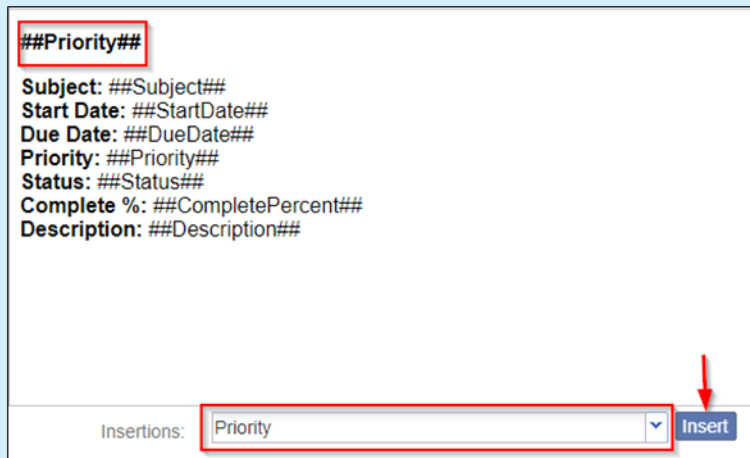 ##Priority##
Subject: ##Subject##
Start Date: ##StartDate##
Due Date: ##DueDate##
Priority: ##Priority##
Status: ##Status##
Complete %: ##CompletePercent##
Description: ##Description##
Insertions: Priority Insert